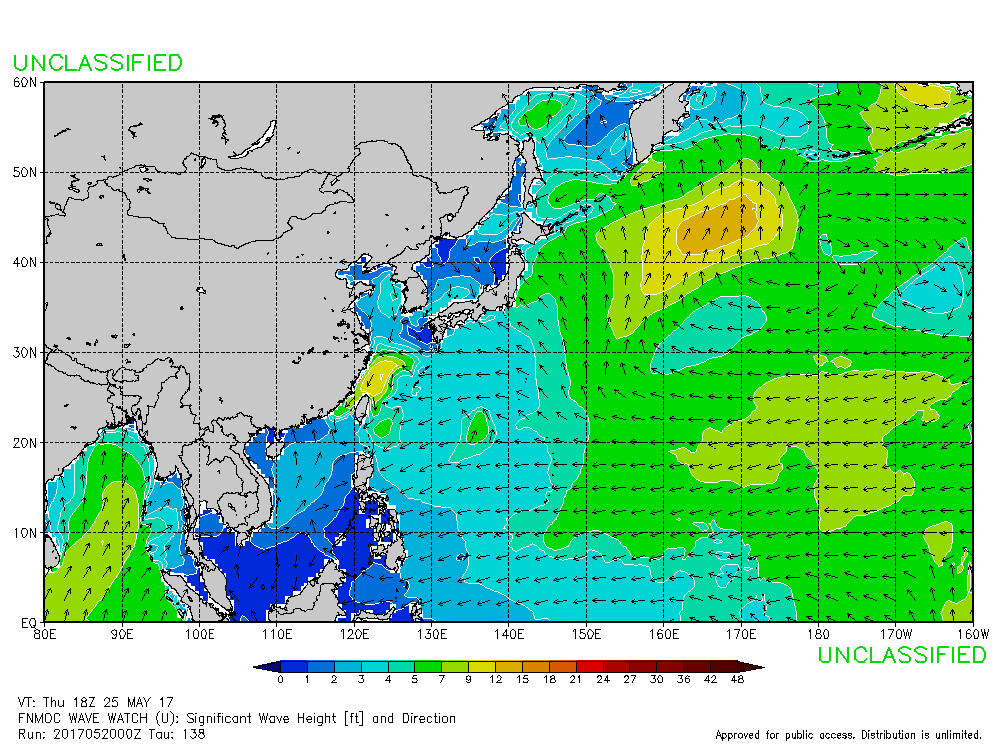 UNCLASSIFIED
60N
50N
40N
30N
20N
10N
EQ
80E 90E 100E 110E 120E 130E 140E 150E 160E 170E 180 170W 160W
UNCLASSIFIED
0 1 2 3 4 5 7 9 12 15 18 21 24 27 30 36 42 48
VT: Thu 18Z 25 MAY 17
FNMOC WAVE WATCH (U): Significant Wave Height [ft] and Direction
Run: 2017052000Z Tau: 138
Approved for public access. Distribution is unlimited.